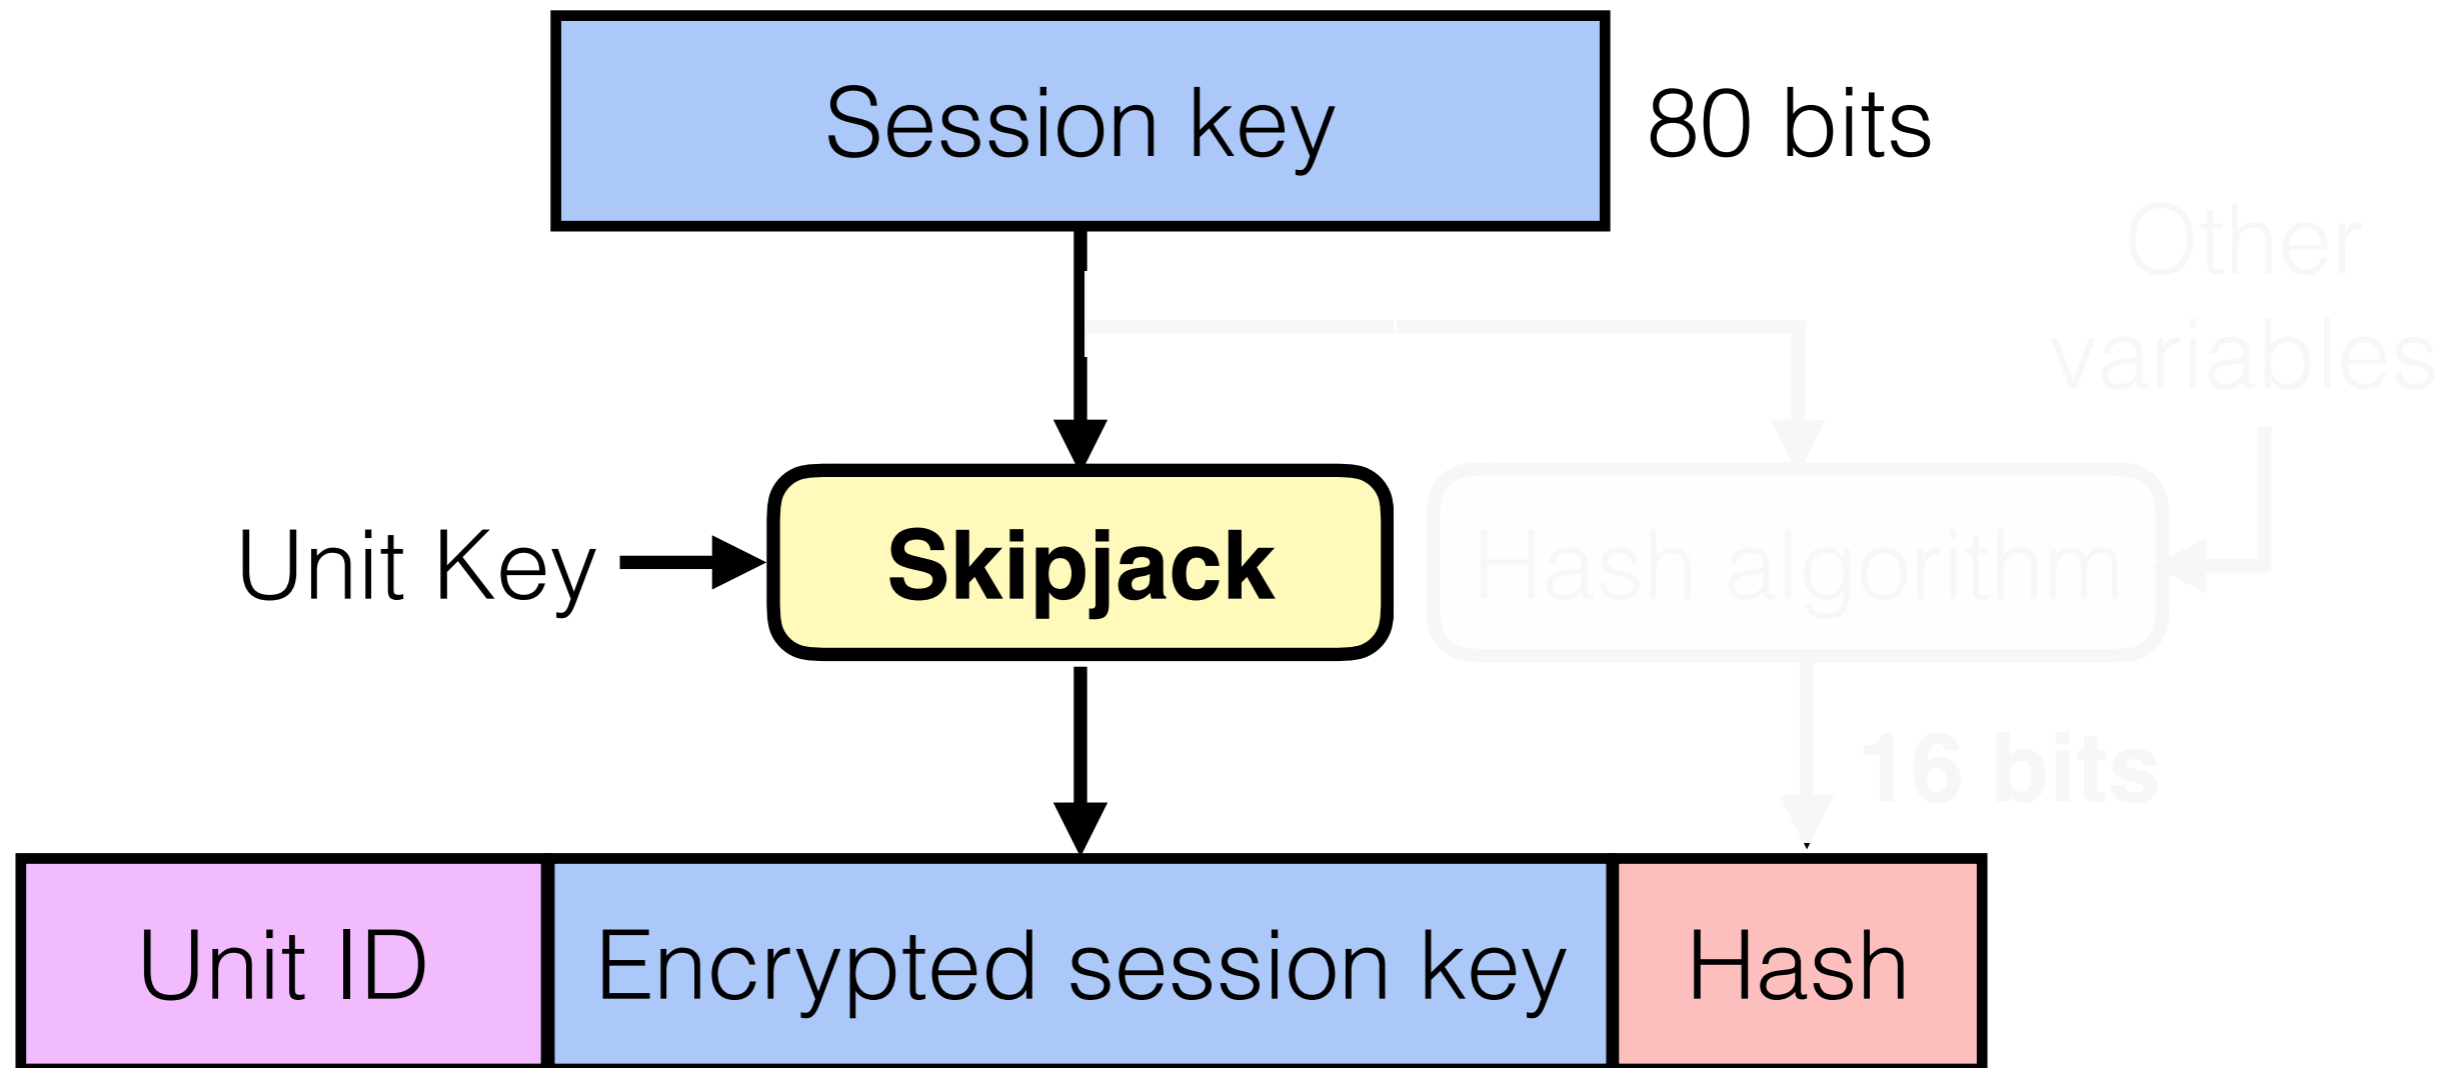 Session key
80 bits
Other
variables
Unit Key
Skipjack
Hash algorithm
16 bits
Unit ID
Encrypted session key
Hash